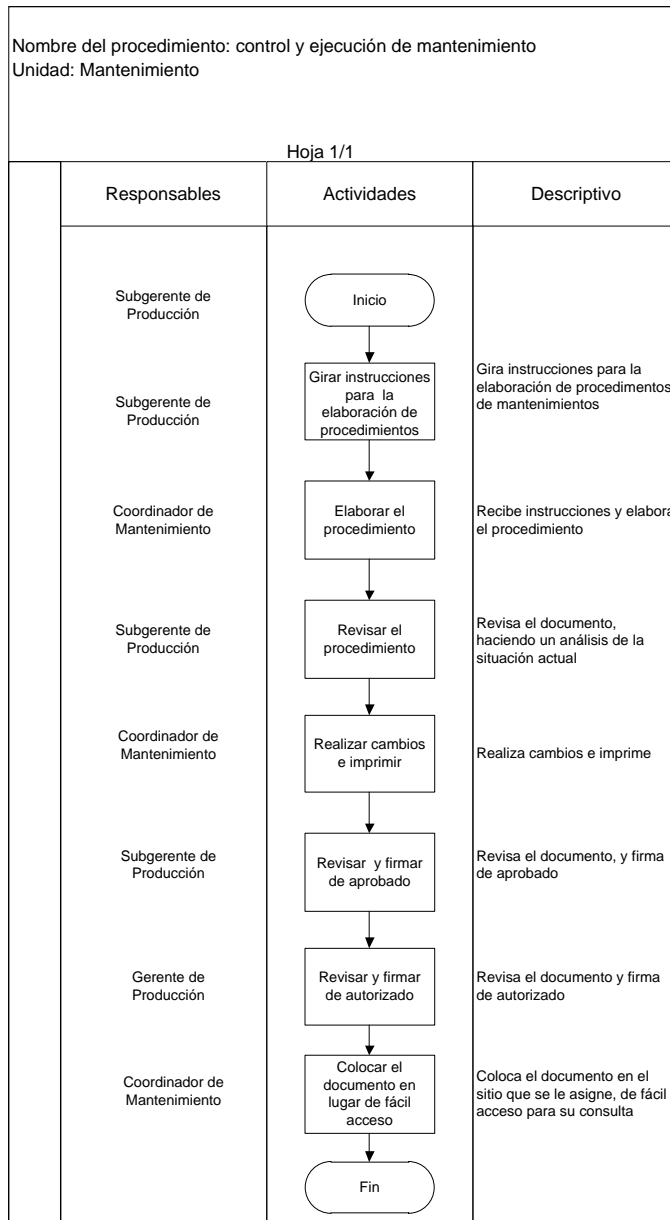 Nombre del procedimiento: control y ejecución de mantenimiento
Unidad: Mantenimiento
Hoja 1/1
Responsables
Actividades
Descriptivo
Subgerente de
Producción
Inicio
Subgerente de
Producción
Girar instrucciones
para la
elaboración de
procedimientos
Gira instrucciones para la
elaboración de procedimentos
de mantenimientos
Coordinador de
Mantenimiento
Elaborar el
procedimiento
Recibe instrucciones y elabora
el procedimiento
Subgerente de
Producción
Revisar el
procedimiento
Revisa el documento,
haciendo un análisis de la
situación actual
Coordinador de
Mantenimiento
Realizar cambios
e imprimir
Realiza cambios e imprime
Subgerente de
Producción
Revisar y firmar
de aprobado
Revisa el documento, y firma
de aprobado
Gerente de
Producción
Revisar y firmar
de autorizado
Revisa el documento y firma
de autorizado
Coordinador de
Mantenimiento
Colocar el
documento en
lugar de fácil
acceso
Coloca el documento en el
sitio que se le asigne, de fácil
acceso para su consulta
Fin